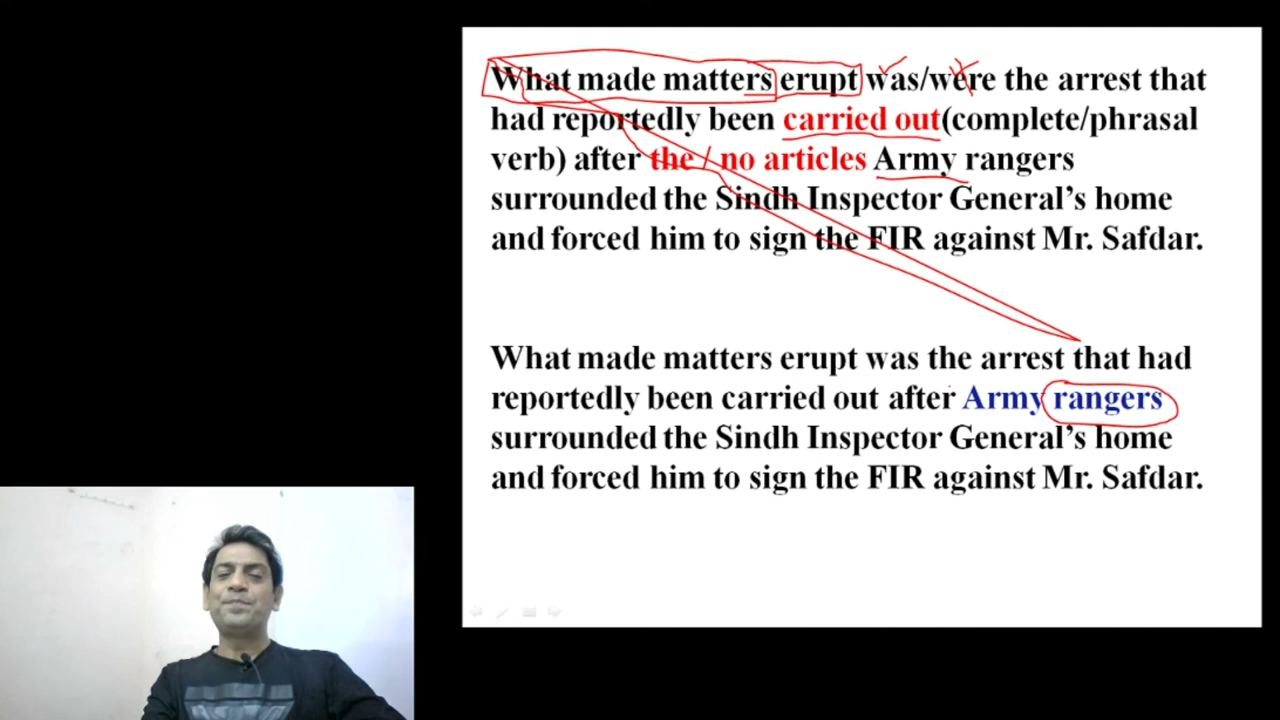 What made matters erupt was/were the arrest that
had reportedly been carried out(complete/phrasal
verb) after the / no articles Army rangers
surrounded the Sindh Inspector General's home
and forced him to sign the FIR against Mr. Safdar.
What made matters erupt was the arrest that had
reportedly been carried out after Army rangers
surrounded the Sindh Inspector General's home
and forced him to sign the FIR against Mr. Safdar.